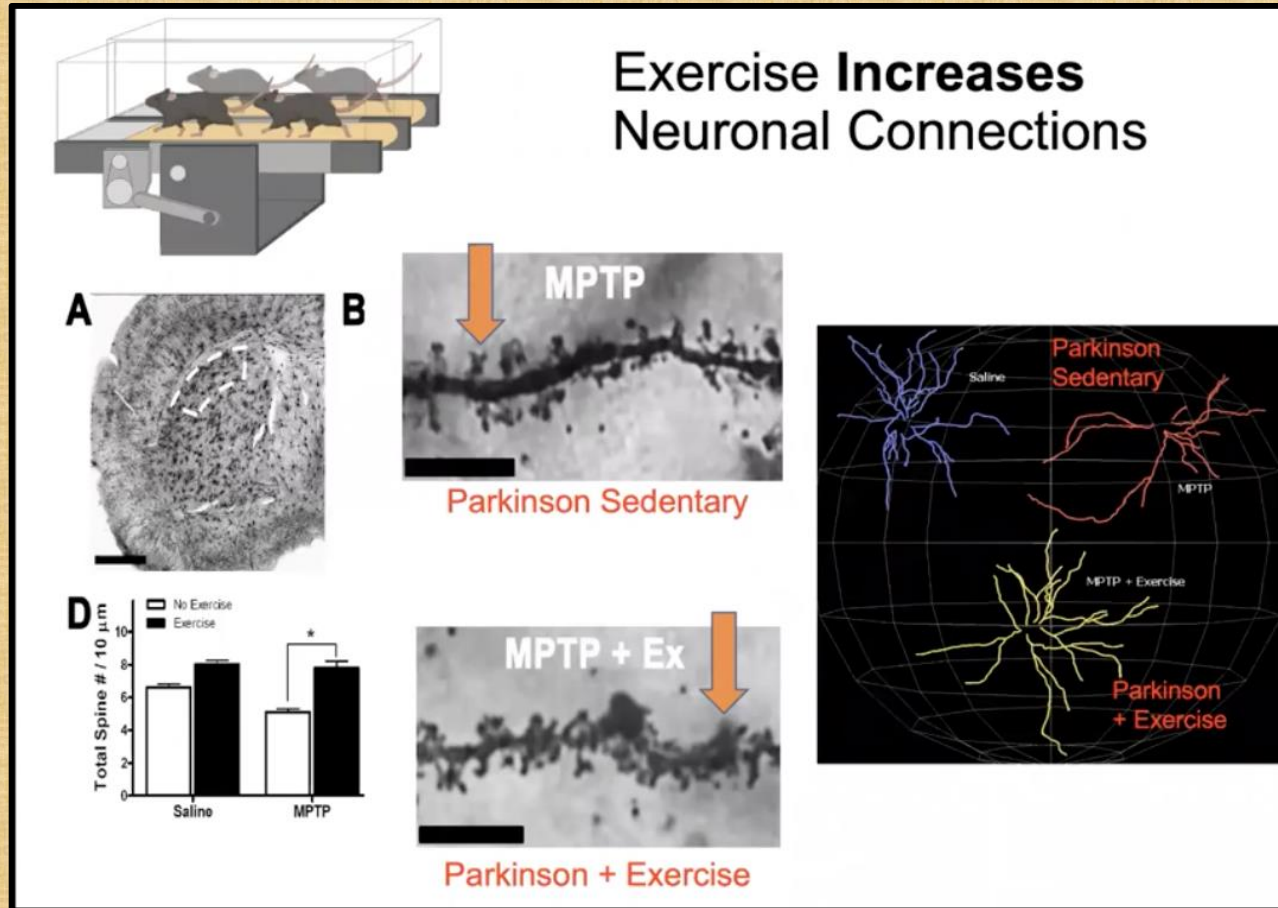 Exercise Increases
Neuronal Connections
A
B
MPTP
Parkinson Sedentary
D
No Exercise
Exercise
*
Total Spine # / 10 μm
10
8
6
4
2
0
Saline
MPTP
MPTP + Ex
Parkinson + Exercise
Saline
Parkinson
Sedentary
MPTP
MPTP + Exercise
Parkinson
+ Exercise